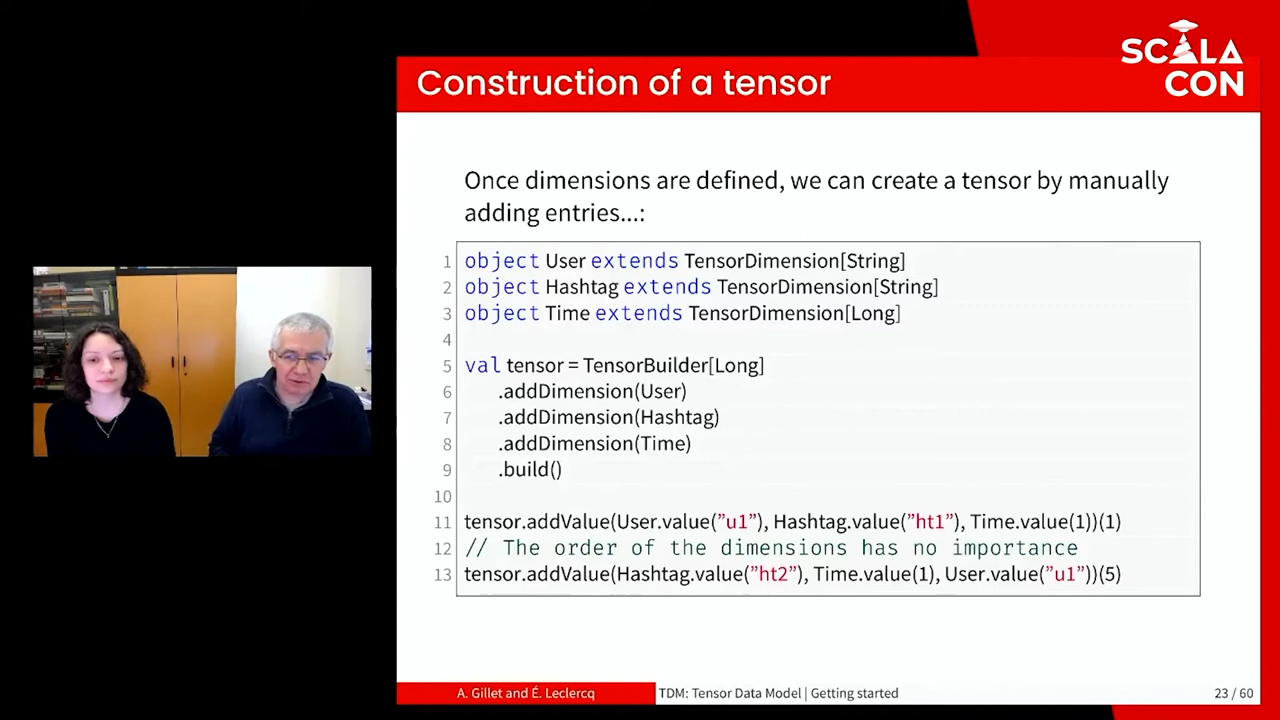 SCALA
CON
Construction of a tensor
Once dimensions are defined, we can create a tensor by manually
adding entries...:
1 object User extends TensorDimension[String]
2 object Hashtag extends TensorDimension[String]
3 object Time extends TensorDimension[Long]
4
5 val tensor = TensorBuilder[Long]
6 .addDimension(User)
7 .addDimension(Hashtag)
8 .addDimension(Time)
9 .build()
10
11 tensor.addValue(User.value(”u1”), Hashtag.value(”ht1”), Time.value(1))(1)
12 // The order of the dimensions has no importance
13 tensor.addValue(Hashtag.value(”ht2”), Time.value(1), User.value(”u1”))(5)
A. Gillet and É. Leclercq TDM: Tensor Data Model | Getting started 23 / 60